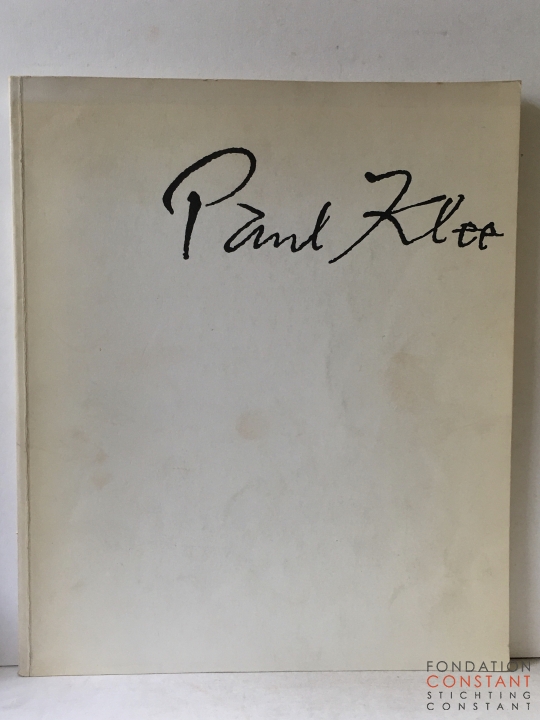 Paul Klee
FONDATION
CONSTANT
STICHTING
CONSTANT